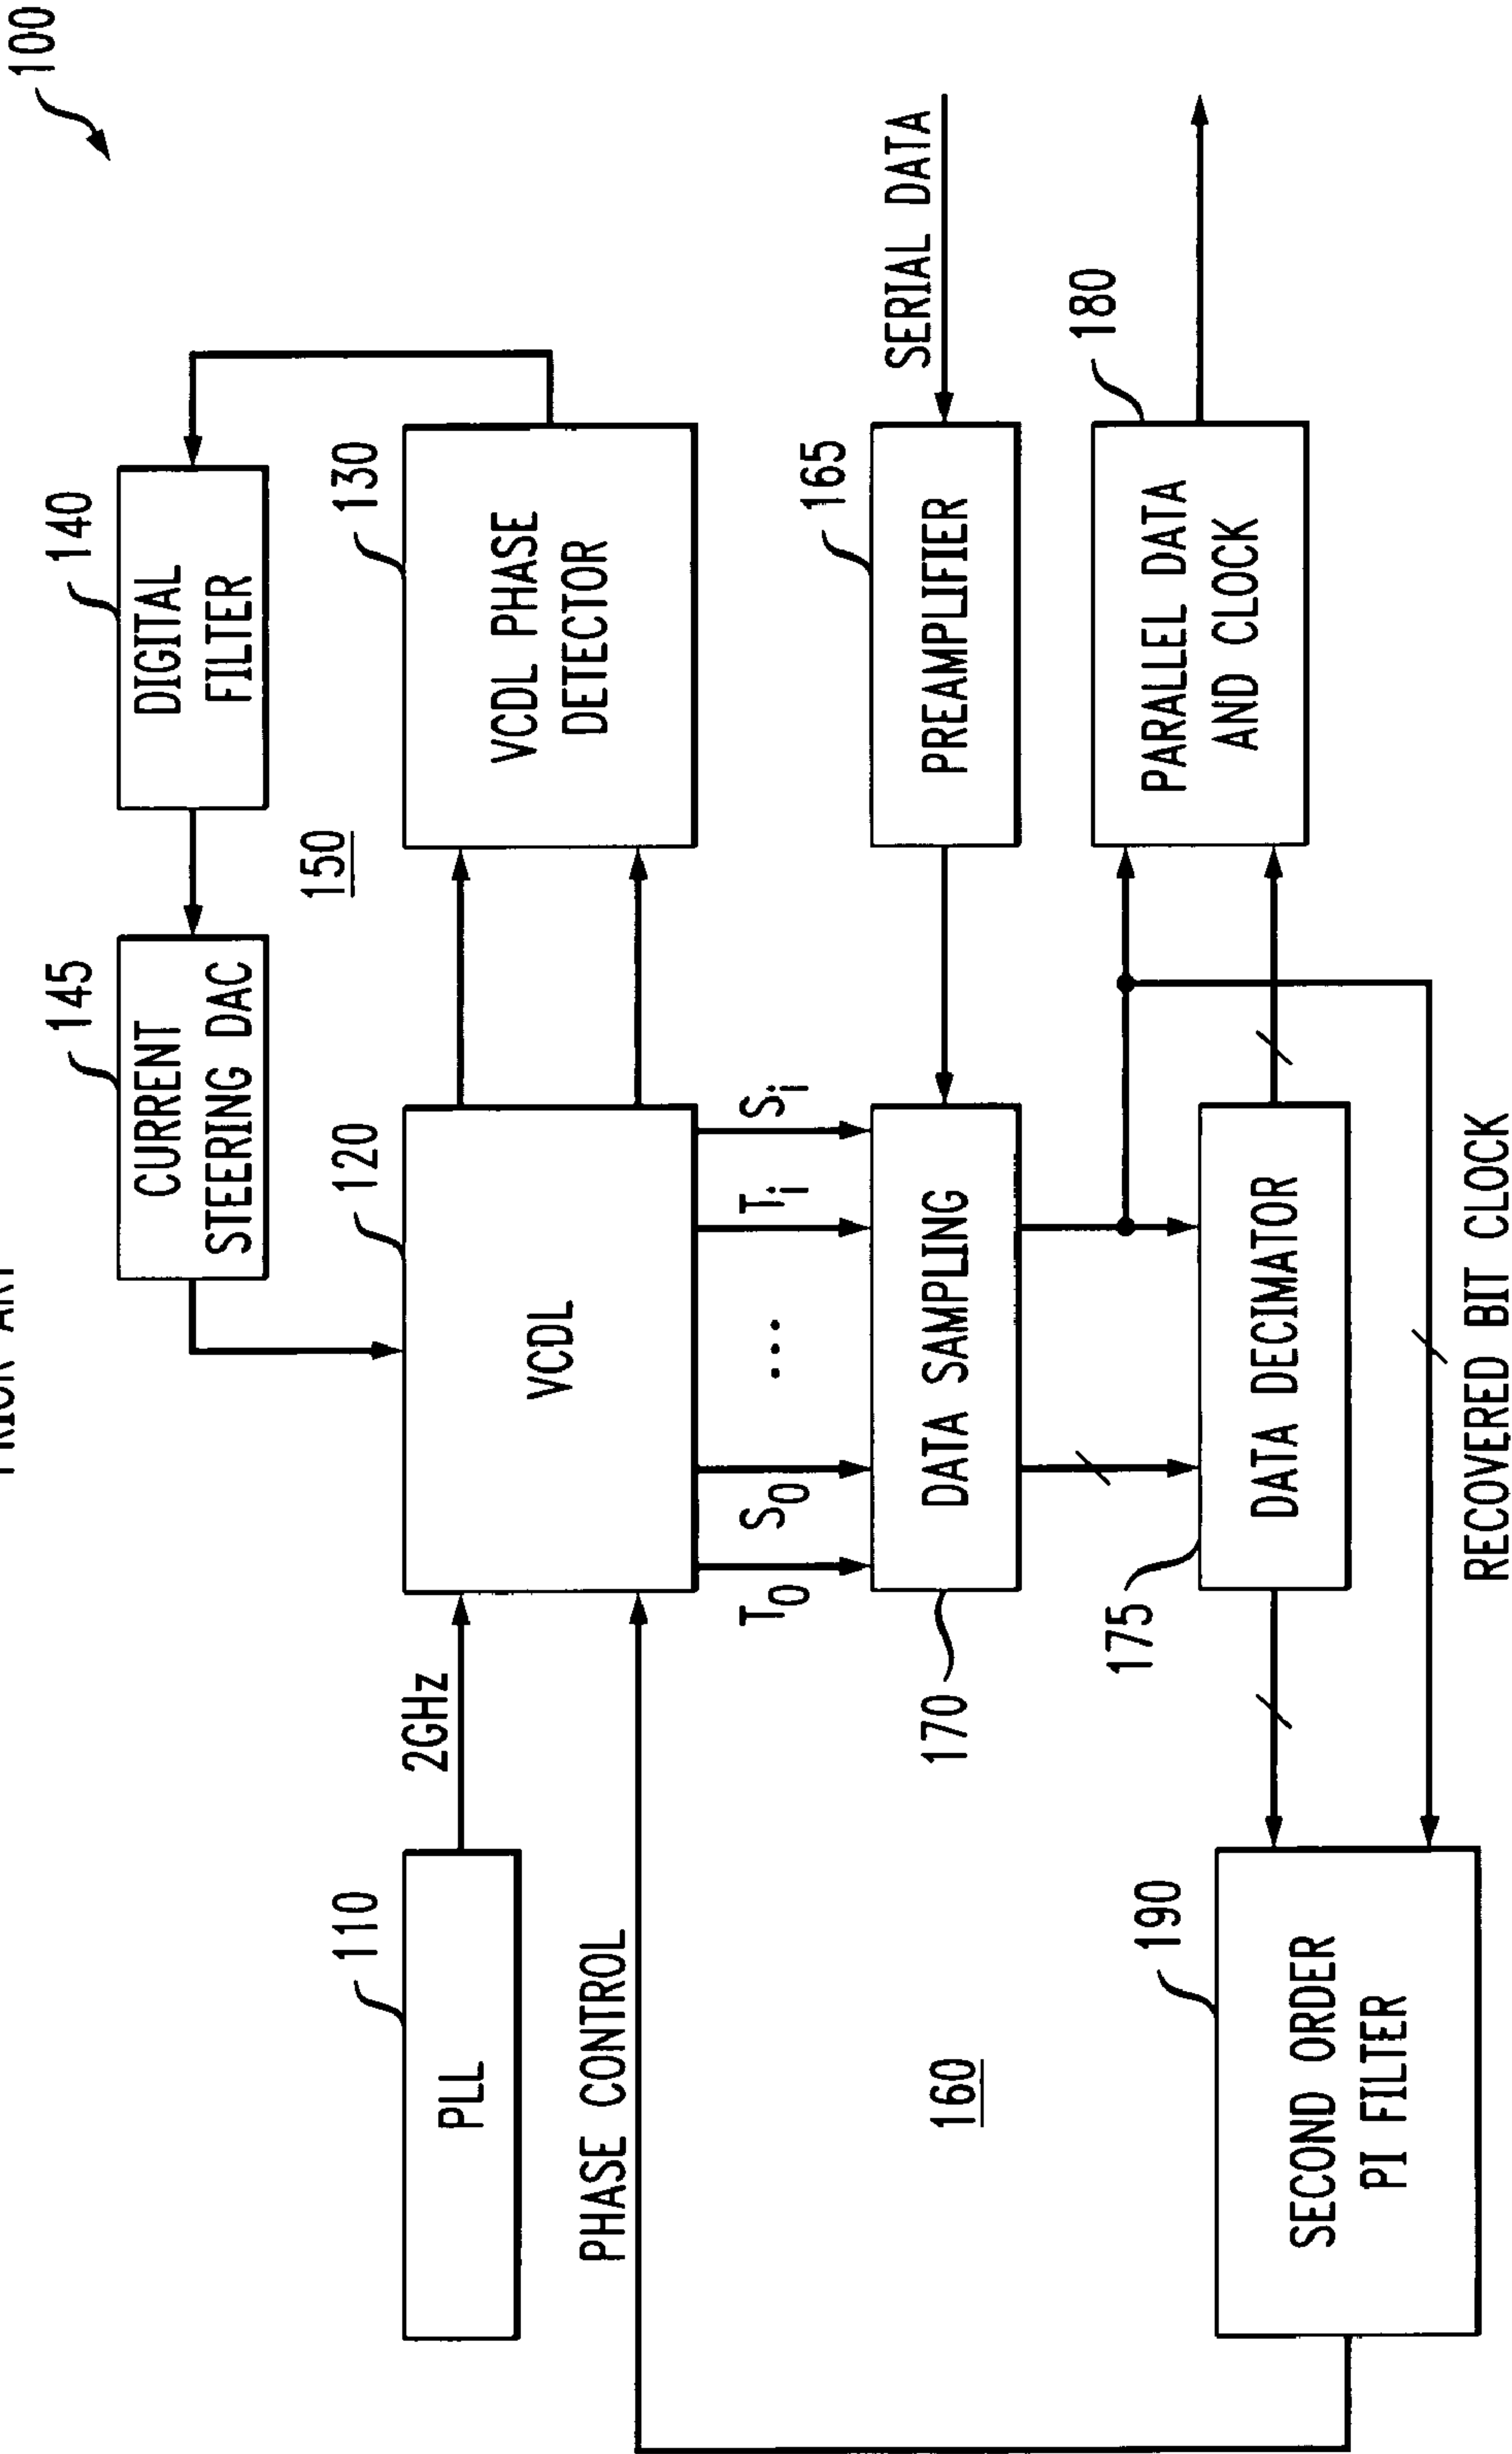 PRIOR ART
100
145
CURRENT
STEERING DAC
140
DIGITAL
FILTER
150
110
PLL
2GHz
120
VCDL
130
VCDL PHASE
DETECTOR
PHASE CONTROL
T0
S0
...
Ti
Si
SERIAL DATA
160
170
DATA SAMPLING
165
PREAMPLIFIER
190
SECOND ORDER
PI FILTER
175
DATA DECIMATOR
180
PARALLEL DATA
AND CLOCK
RECOVERED BIT CLOCK